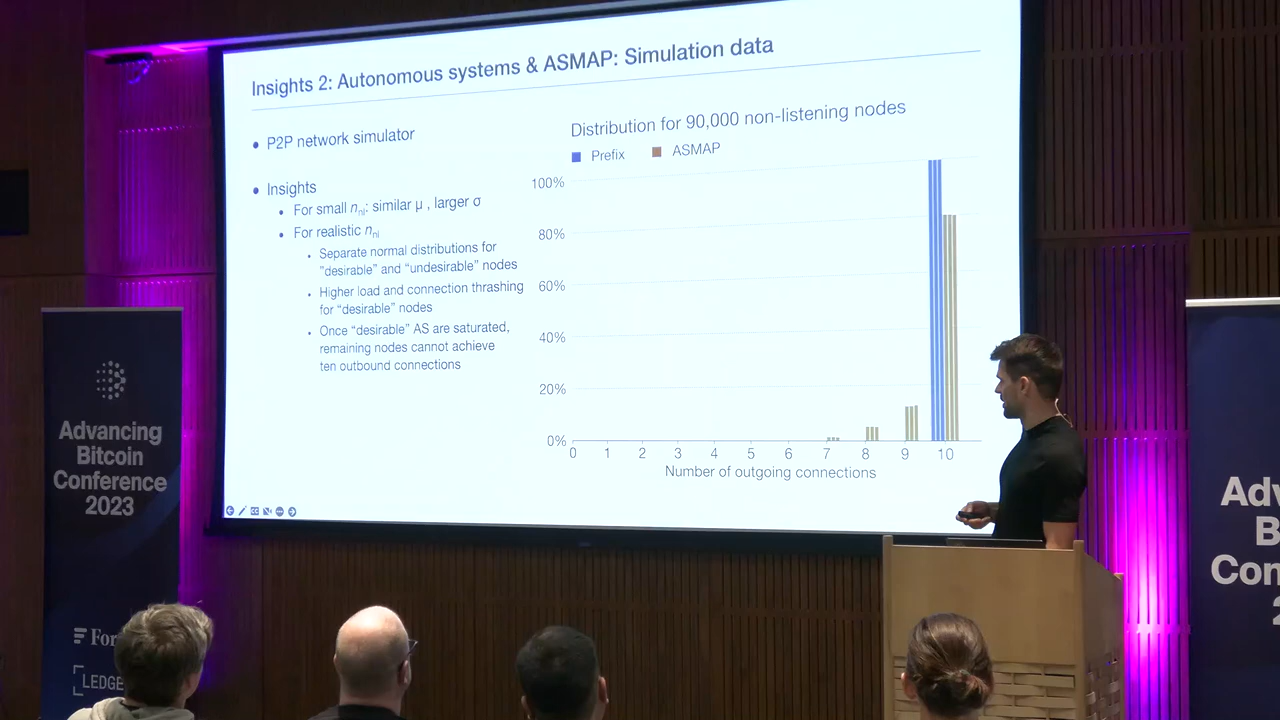 Insights 2: Autonomous systems & ASMAP: Simulation data
• P2P network simulator
• Insights
• For small nnl: similar μ , larger σ
• For realistic nnl
• Separate normal distributions for
"desirable" and "undesirable" nodes
• Higher load and connection thrashing
for "desirable" nodes
• Once "desirable" AS are saturated,
remaining nodes cannot achieve
ten outbound connections
Distribution for 90,000 non-listening nodes
Prefix ASMAP
100%
80%
60%
40%
20%
0%
0 1 2 3 4 5 6 7 8 9 10
Number of outgoing connections
Advancing
Bitcoin
Conference
2023
For
LEDGE
Adv
B
Con
2